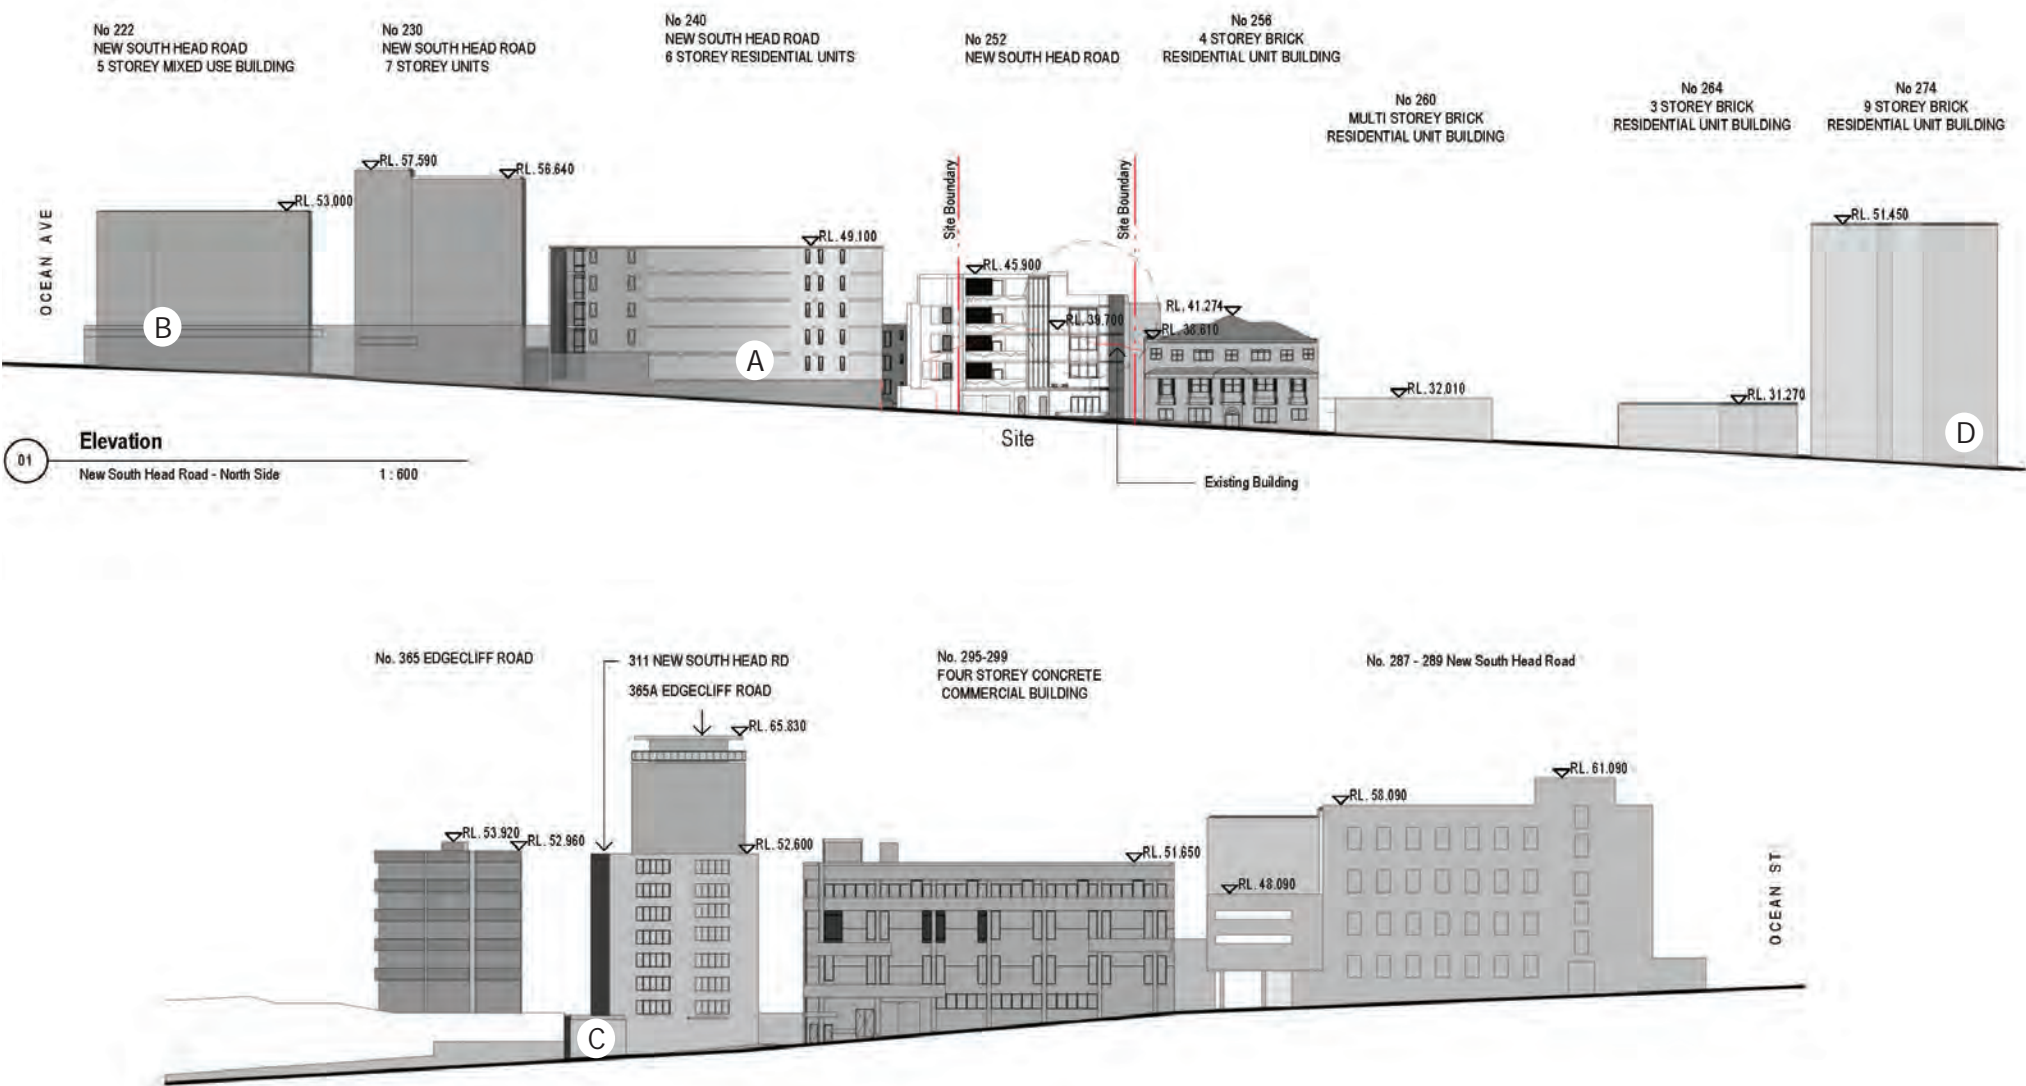 No 222
NEW SOUTH HEAD ROAD
5 STOREY MIXED USE BUILDING
No 230
NEW SOUTH HEAD ROAD
7 STOREY UNITS
No 240
NEW SOUTH HEAD ROAD
6 STOREY RESIDENTIAL UNITS
No 252
NEW SOUTH HEAD ROAD
No 256
4 STOREY BRICK
RESIDENTIAL UNIT BUILDING
No 260
MULTI STOREY BRICK
RESIDENTIAL UNIT BUILDING
No 264
3 STOREY BRICK
RESIDENTIAL UNIT BUILDING
No 274
9 STOREY BRICK
RESIDENTIAL UNIT BUILDING
OCEAN AVE
RL. 53.000
RL. 57.590
RL. 56.640
RL. 49.100
Site Boundary
Site Boundary
RL. 45.900
RL. 39.700
RL. 41.274
RL. 38.610
RL. 32.010
RL. 31.270
RL. 51.450
B
A
D
Site
Existing Building
01
Elevation
New South Head Road - North Side 1 : 600
No. 365 EDGECLIFF ROAD
311 NEW SOUTH HEAD RD
365A EDGECLIFF ROAD
No. 295-299
FOUR STOREY CONCRETE
COMMERCIAL BUILDING
No. 287 - 289 New South Head Road
RL. 53.920
RL. 52.960
RL. 65.830
RL. 52.600
RL. 51.650
RL. 48.090
RL. 58.090
RL. 61.090
OCEAN ST
C